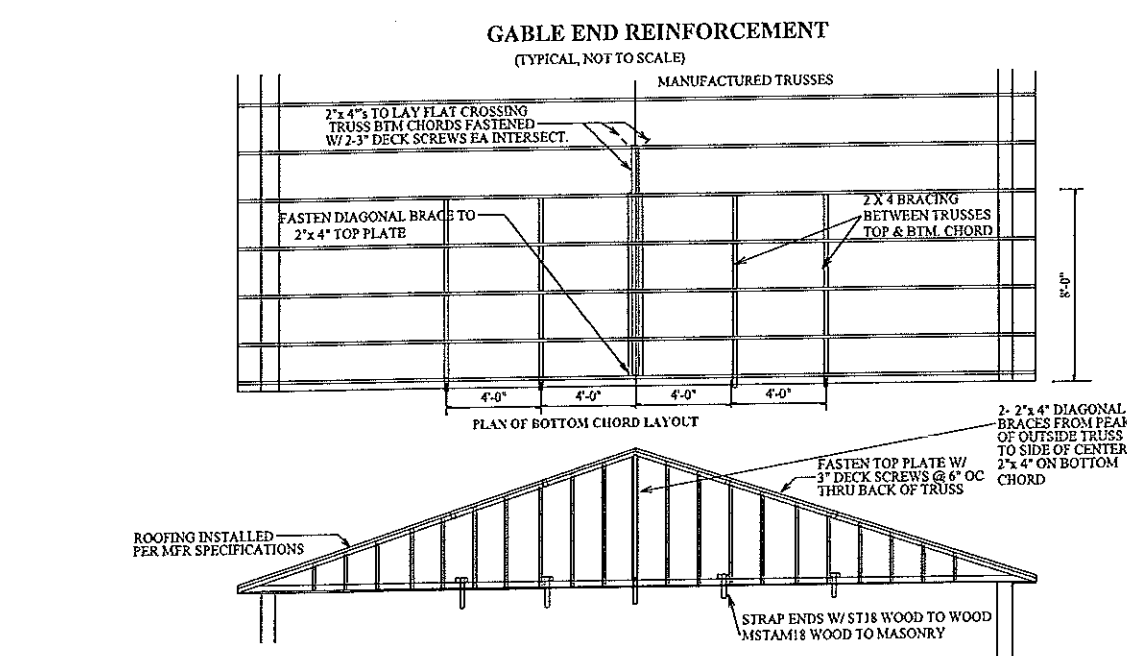 GABLE END REINFORCEMENT
(TYPICAL, NOT TO SCALE)
MANUFACTURED TRUSSES
2"x 4"'s TO LAY FLAT CROSSING
TRUSS BTM CHORDS FASTENED
W/ 2-3" DECK SCREWS EA INTERSECT.
FASTEN DIAGONAL BRACE TO
2"x 4" TOP PLATE
2 X 4 BRACING
BETWEEN TRUSSES
TOP & BTM. CHORD
8'-0"
4'-0"
4'-0"
4'-0"
4'-0"
PLAN OF BOTTOM CHORD LAYOUT
2- 2"x 4" DIAGONAL
BRACES FROM PEAK
OF OUTSIDE TRUSS
TO SIDE OF CENTER
2"x 4" ON BOTTOM
CHORD
FASTEN TOP PLATE W/
3" DECK SCREWS @ 6" OC
THRU BACK OF TRUSS
ROOFING INSTALLED
PER MFR SPECIFICATIONS
STRAP ENDS W/ ST18 WOOD TO WOOD
MSTAM18 WOOD TO MASONRY